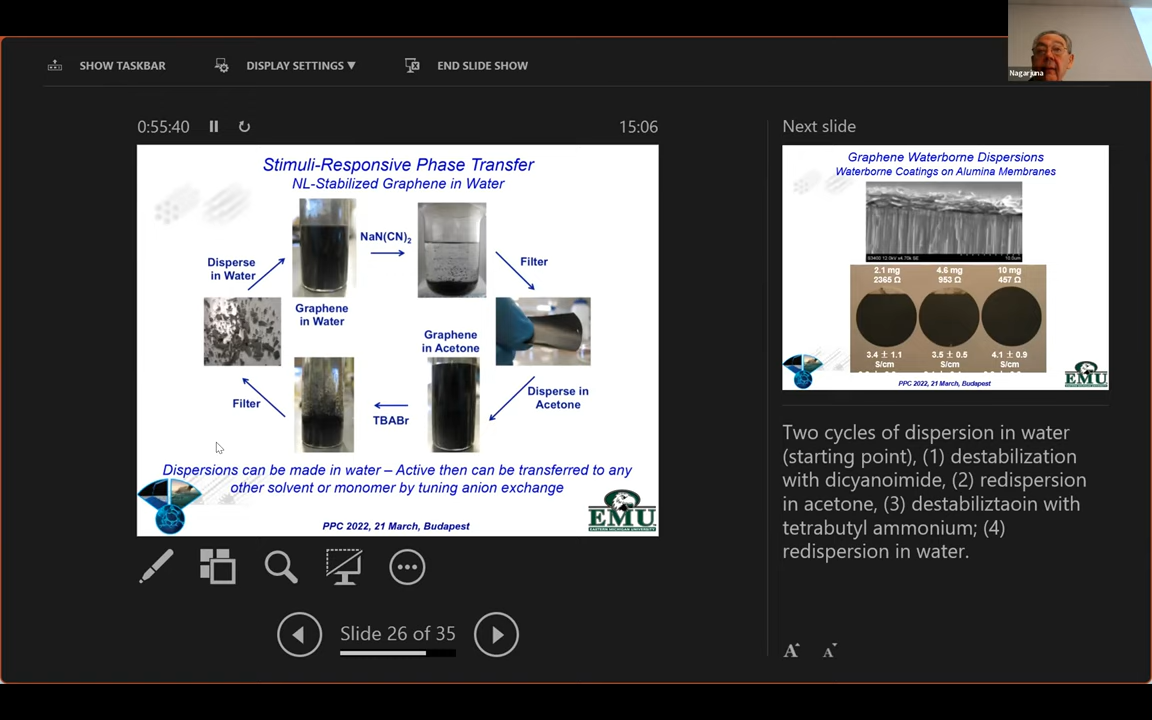 Nagarjuna
SHOW TASKBAR
DISPLAY SETTINGS ▼
END SLIDE SHOW
0:55:40
15:06
Stimuli-Responsive Phase Transfer
NL-Stabilized Graphene in Water
Disperse
in Water
NaN(CN)2
Filter
Graphene
in Water
Graphene
in Acetone
Disperse in
Acetone
TBABr
Filter
Dispersions can be made in water – Active then can be transferred to any
other solvent or monomer by tuning anion exchange
PPC 2022, 21 March, Budapest
EMU
EASTERN MICHIGAN UNIVERSITY
Slide 26 of 35
Next slide
Graphene Waterborne Dispersions
Waterborne Coatings on Alumina Membranes
2.1 mg
2365 Ω
4.6 mg
953 Ω
10 mg
457 Ω
3.4 ± 1.1
S/cm
3.5 ± 0.5
S/cm
4.1 ± 0.9
S/cm
PPC 2022, 21 March, Budapest
EMU
Two cycles of dispersion in water
(starting point), (1) destabilization
with dicyanoimide, (2) redispersion
in acetone, (3) destabiliztaoin with
tetrabutyl ammonium; (4)
redispersion in water.
A A